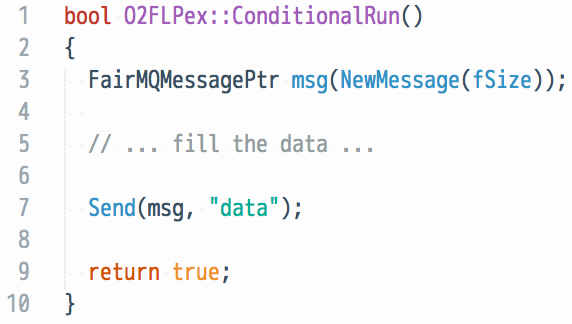 1 bool O2FLPex::ConditionalRun()
2 {
3 FairMQMessagePtr msg(NewMessage(fSize));
4
5 // ... fill the data ...
6
7 Send(msg, "data");
8
9 return true;
10 }